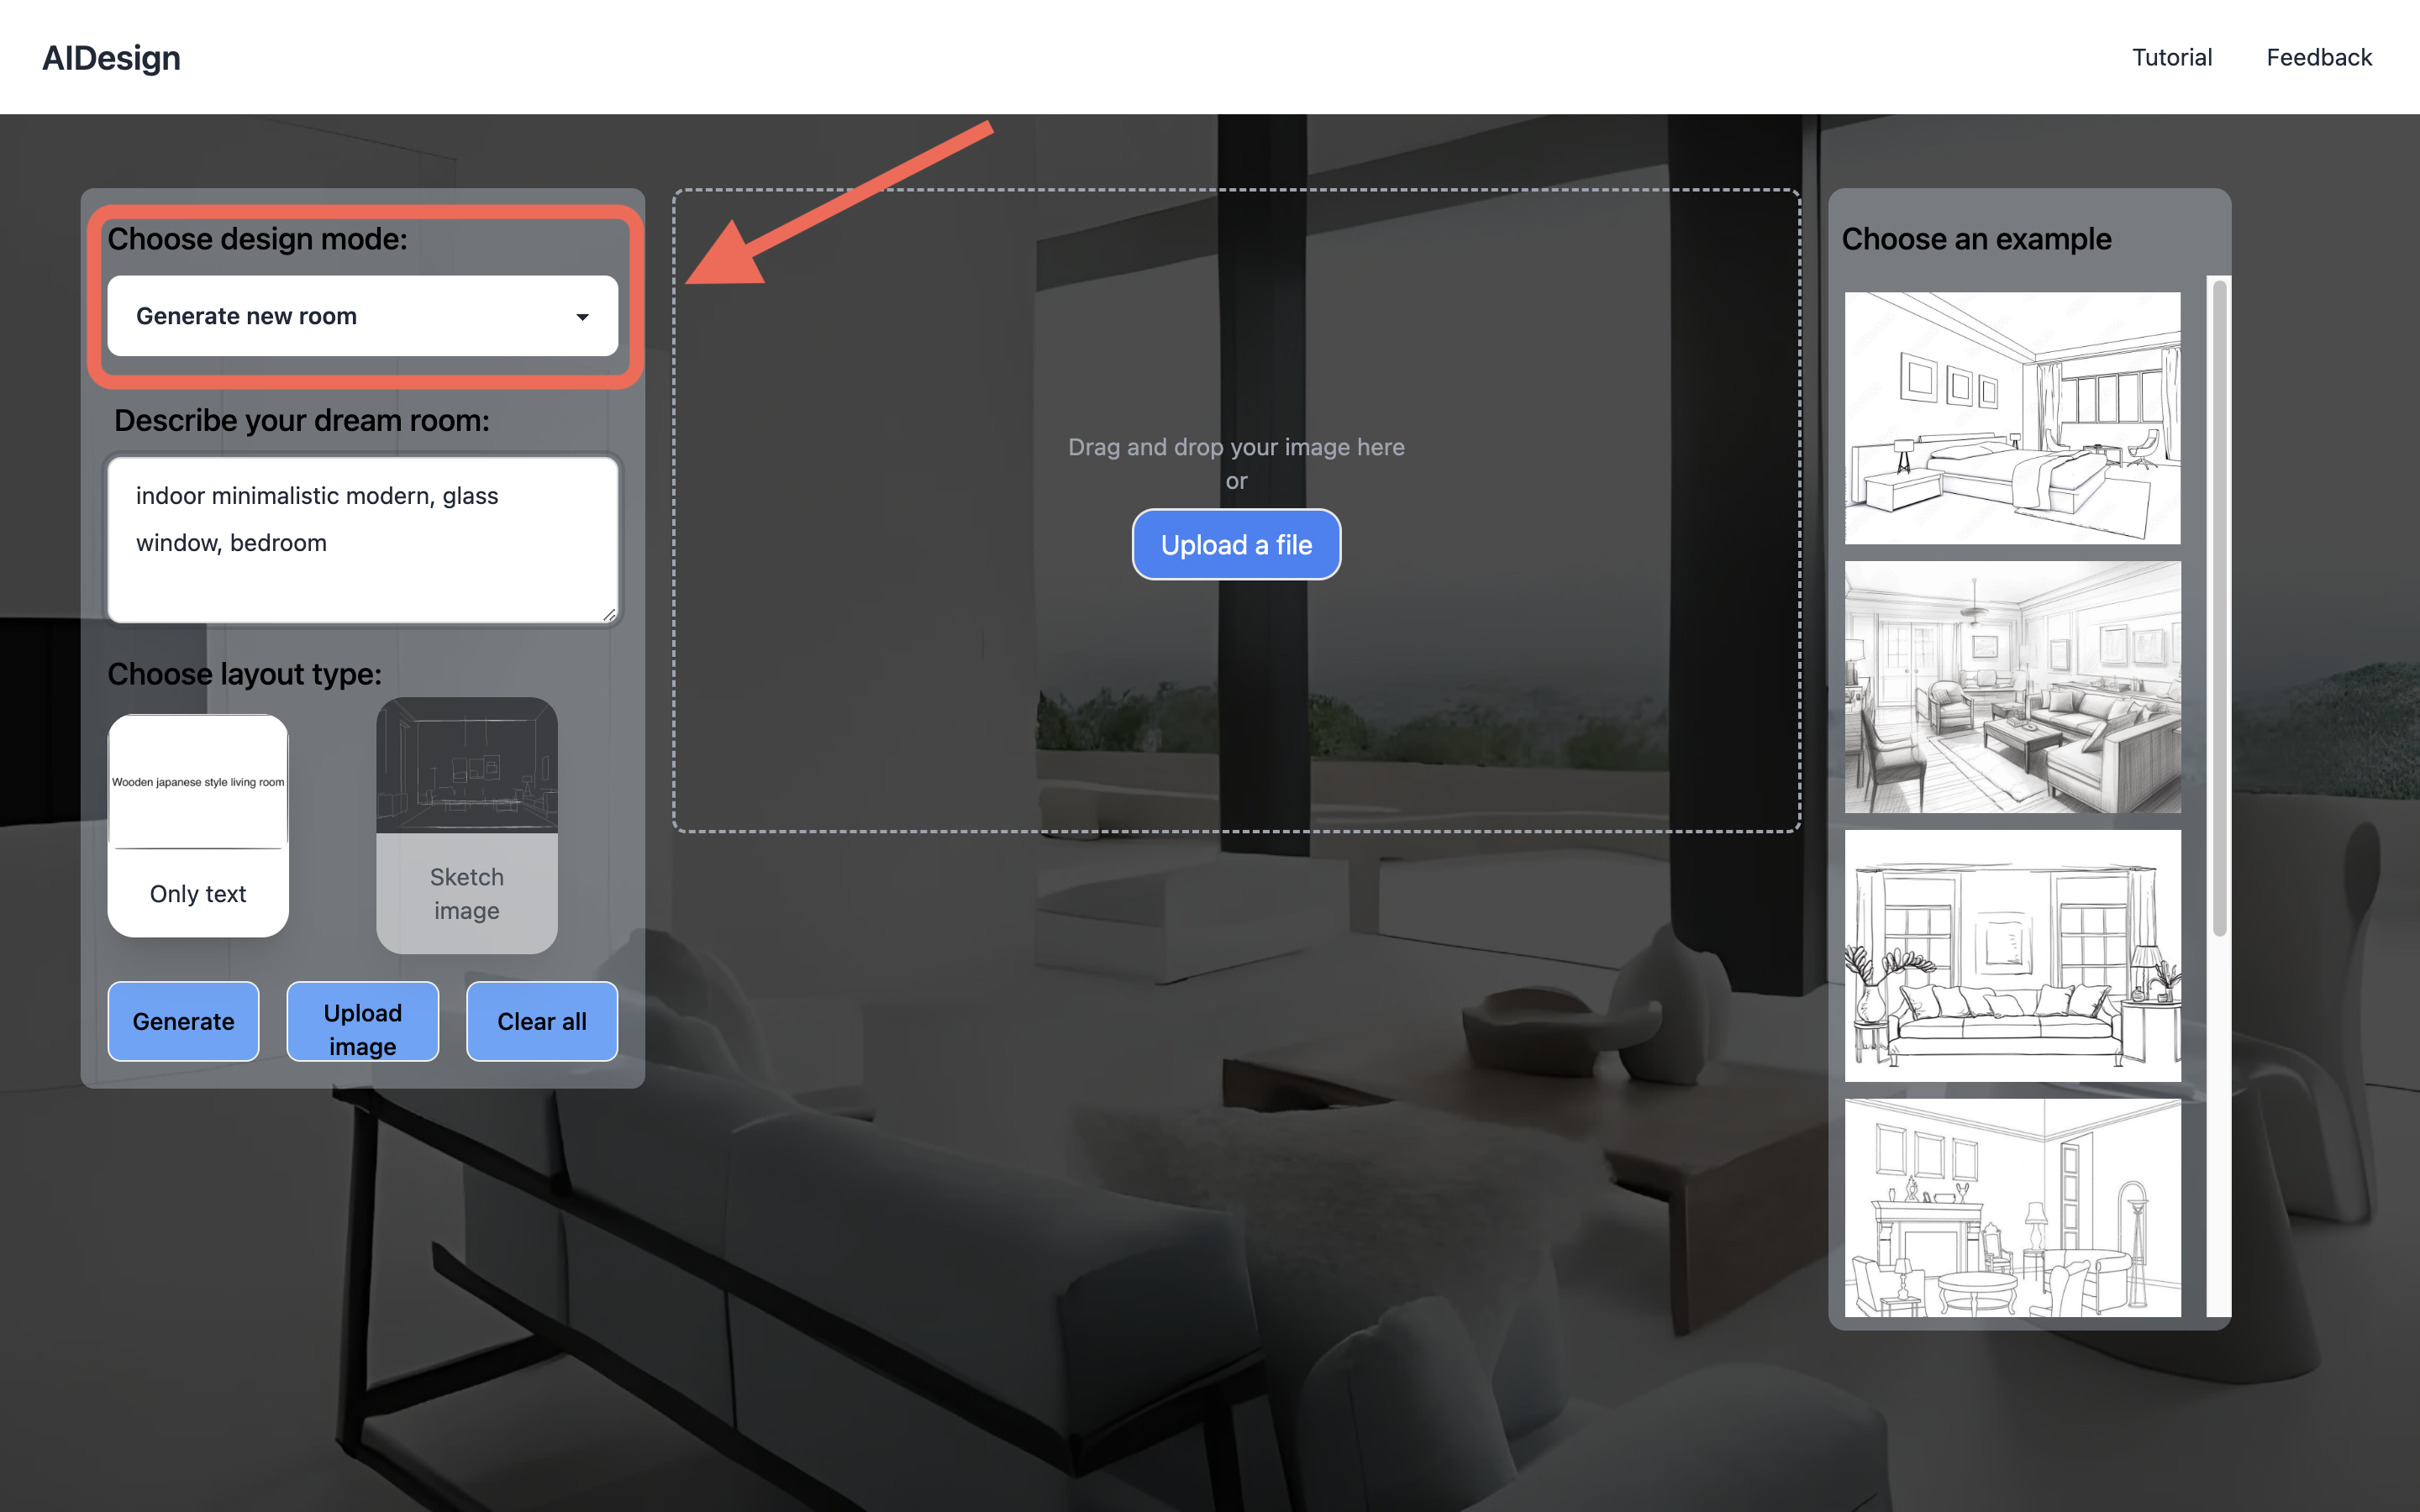 AIDesign
Tutorial
Feedback
Choose design mode:
Generate new room
Describe your dream room:
indoor minimalistic modern, glass
window, bedroom
Choose layout type:
Wooden japanese style living room
Only text
Sketch
image
Generate
Upload
image
Clear all
Drag and drop your image here
or
Upload a file
Choose an example